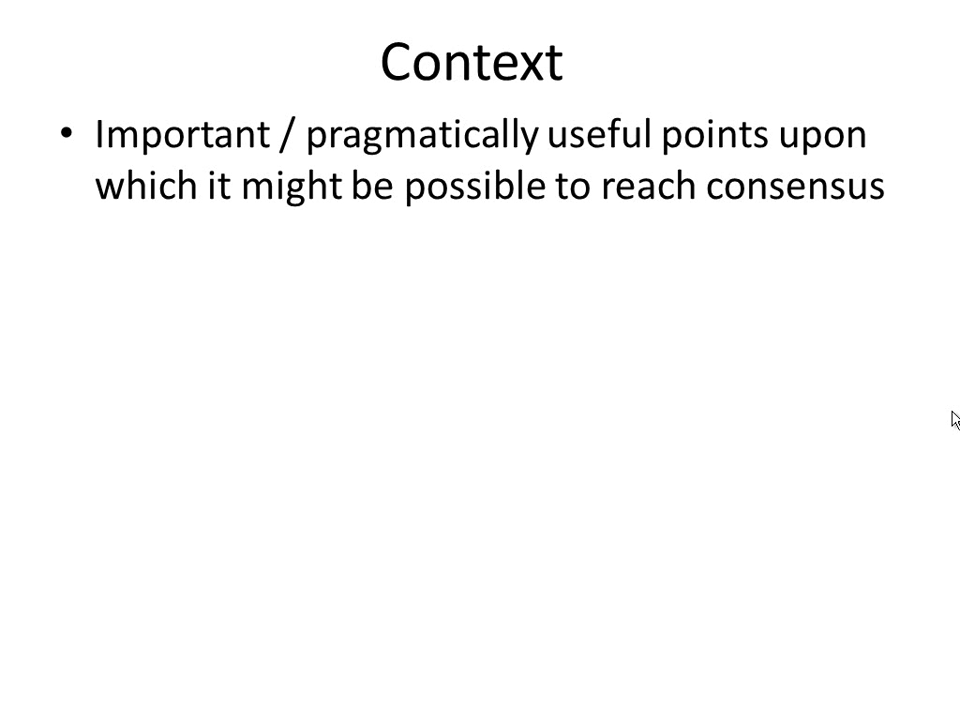 Context
• Important / pragmatically useful points upon
which it might be possible to reach consensus